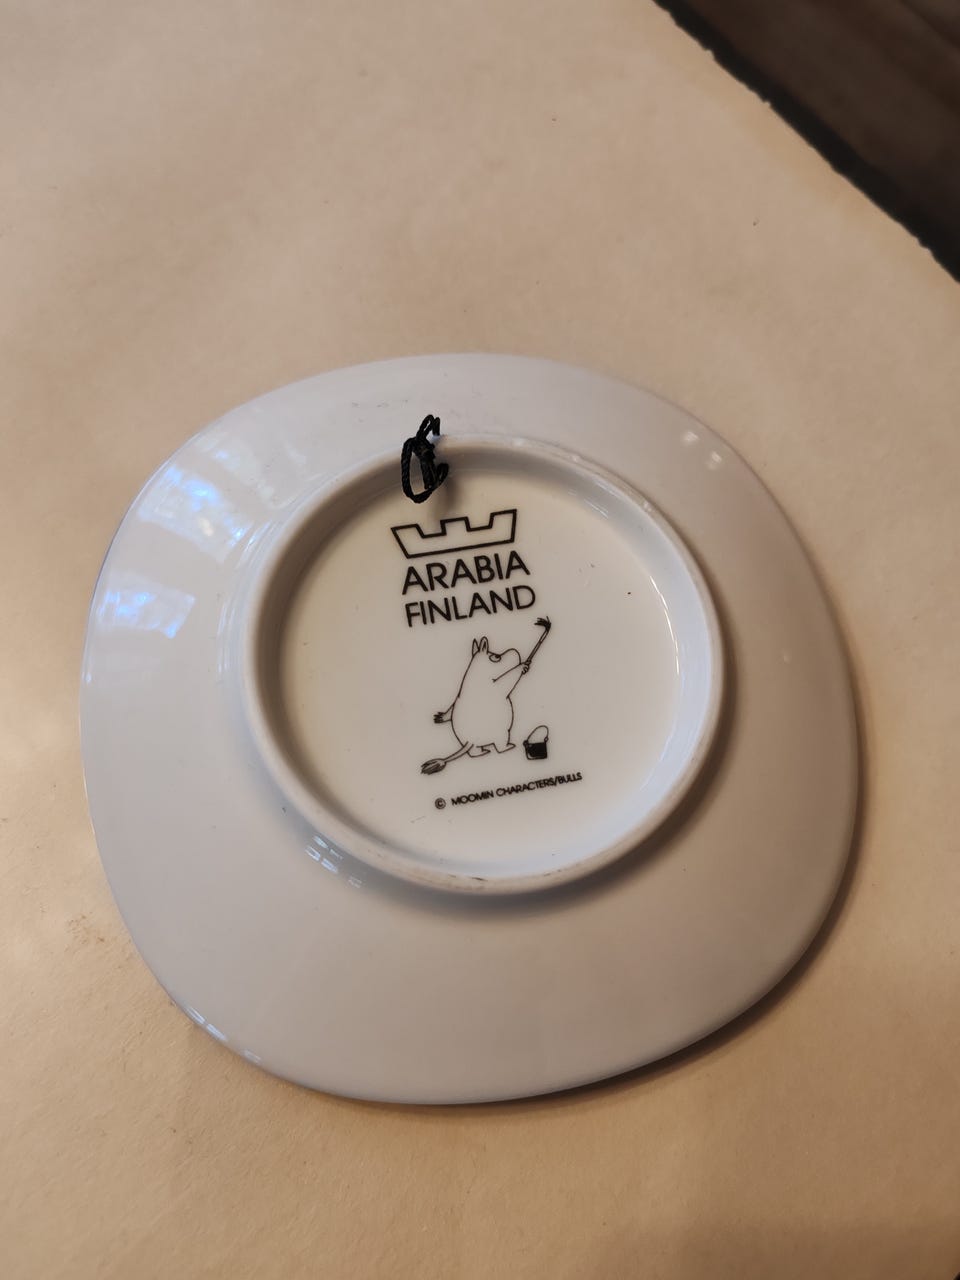 ARABIA
FINLAND
© MOOMIN CHARACTERS/BULLS